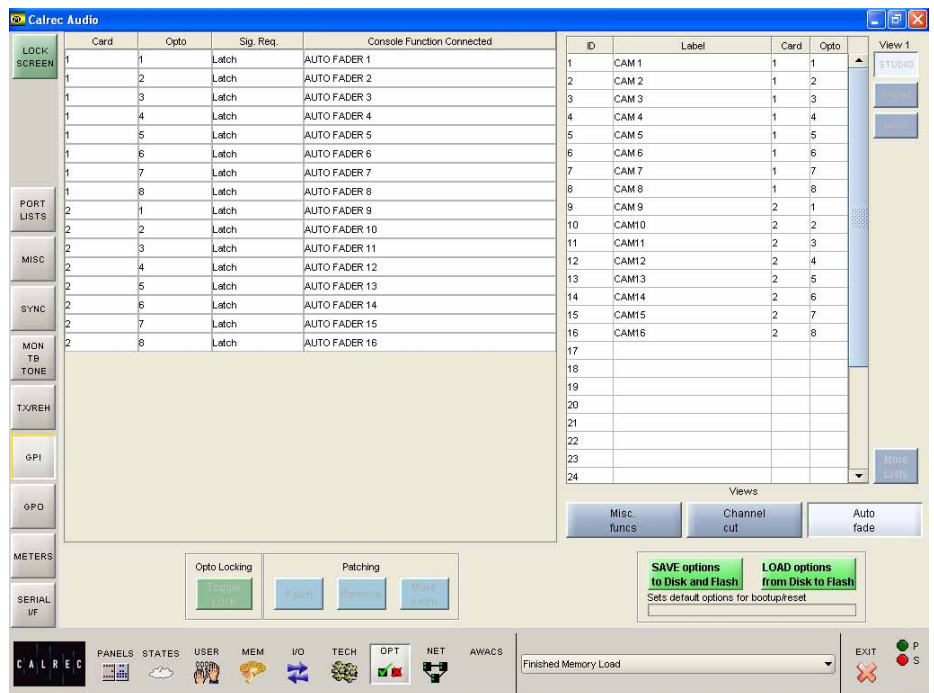 Calrec Audio
LOCK
SCREEN
PORT
LISTS
MISC
SYNC
MON
TB
TONE
TX/REH
GPI
GPO
METERS
SERIAL
I/F
Card Opto Sig. Req. Console Function Connected
1 1 Latch AUTO FADER 1
1 2 Latch AUTO FADER 2
1 3 Latch AUTO FADER 3
1 4 Latch AUTO FADER 4
1 5 Latch AUTO FADER 5
1 6 Latch AUTO FADER 6
1 7 Latch AUTO FADER 7
1 8 Latch AUTO FADER 8
2 1 Latch AUTO FADER 9
2 2 Latch AUTO FADER 10
2 3 Latch AUTO FADER 11
2 4 Latch AUTO FADER 12
2 5 Latch AUTO FADER 13
2 6 Latch AUTO FADER 14
2 7 Latch AUTO FADER 15
2 8 Latch AUTO FADER 16
ID Label Card Opto
1 CAM 1 1 1
2 CAM 2 1 2
3 CAM 3 1 3
4 CAM 4 1 4
5 CAM 5 1 5
6 CAM 6 1 6
7 CAM 7 1 7
8 CAM 8 1 8
9 CAM 9 2 1
10 CAM10 2 2
11 CAM11 2 3
12 CAM12 2 4
13 CAM13 2 5
14 CAM14 2 6
15 CAM15 2 7
16 CAM16 2 8
17
18
19
20
21
22
23
24
View 1
STUDIO
More
Lists
Views
Misc.
funcs
Channel
cut
Auto
fade
Opto Locking
Toggle
Lock
Patching
Patch
Remove
Move
From
SAVE options
to Disk and Flash
LOAD options
from Disk to Flash
Sets default options for bootup/reset
CALREC
PANELS STATES USER MEM I/O TECH OPT NET AWACS
Finished Memory Load
EXIT
P
S